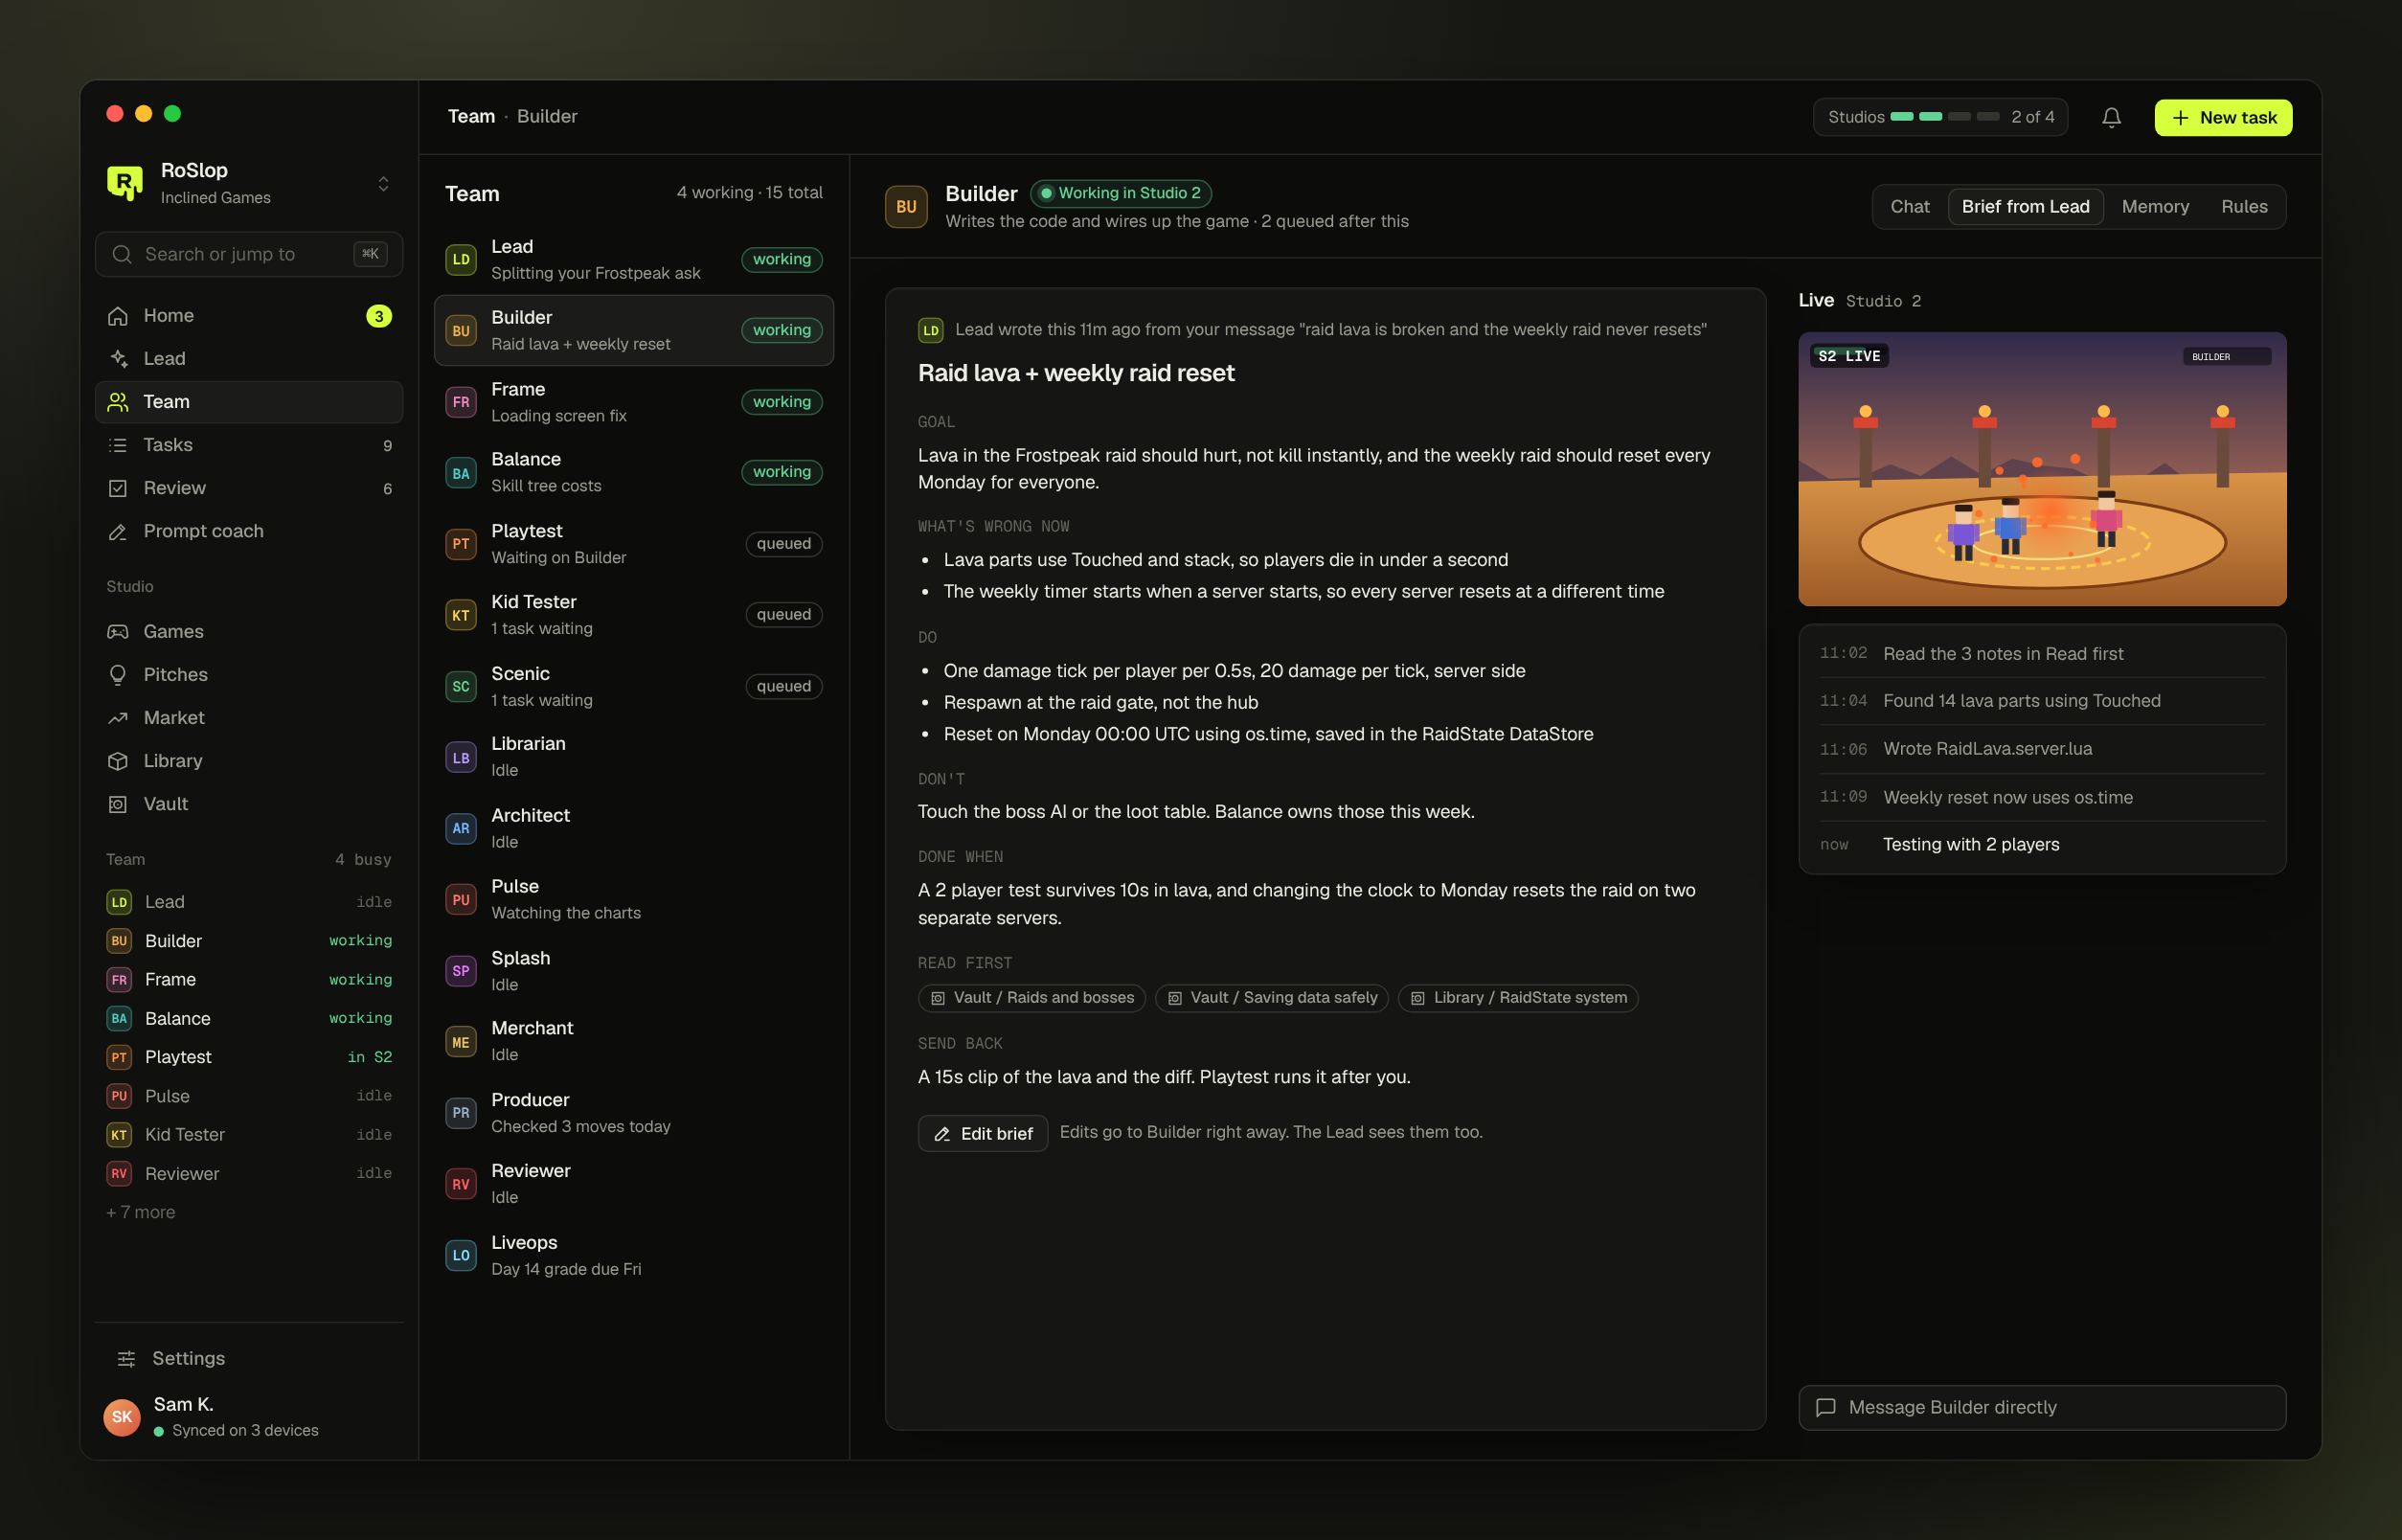 RoSlop
Inclined Games
Search or jump to ⌘K
Home 3
Lead
Team
Tasks 9
Review 6
Prompt coach
Studio
Games
Pitches
Market
Library
Vault
Team 4 busy
LD Lead idle
BU Builder working
FR Frame working
BA Balance working
PT Playtest in S2
PU Pulse idle
KT Kid Tester idle
RV Reviewer idle
+ 7 more
Settings
SK Sam K.
Synced on 3 devices
Team · Builder
Studios 2 of 4
+ New task
Team 4 working · 15 total
LD Lead working
Splitting your Frostpeak ask
BU Builder working
Raid lava + weekly reset
FR Frame working
Loading screen fix
BA Balance working
Skill tree costs
PT Playtest queued
Waiting on Builder
KT Kid Tester queued
1 task waiting
SC Scenic queued
1 task waiting
LB Librarian
Idle
AR Architect
Idle
PU Pulse
Watching the charts
SP Splash
Idle
ME Merchant
Idle
PR Producer
Checked 3 moves today
RV Reviewer
Idle
LO Liveops
Day 14 grade due Fri
BU Builder Working in Studio 2
Writes the code and wires up the game · 2 queued after this
Chat Brief from Lead Memory Rules
LD Lead wrote this 11m ago from your message "raid lava is broken and the weekly raid never resets"
Raid lava + weekly raid reset
GOAL
Lava in the Frostpeak raid should hurt, not kill instantly, and the weekly raid should reset every
Monday for everyone.
WHAT'S WRONG NOW
• Lava parts use Touched and stack, so players die in under a second
• The weekly timer starts when a server starts, so every server resets at a different time
DO
• One damage tick per player per 0.5s, 20 damage per tick, server side
• Respawn at the raid gate, not the hub
• Reset on Monday 00:00 UTC using os.time, saved in the RaidState DataStore
DON'T
Touch the boss AI or the loot table. Balance owns those this week.
DONE WHEN
A 2 player test survives 10s in lava, and changing the clock to Monday resets the raid on two
separate servers.
READ FIRST
Vault / Raids and bosses Vault / Saving data safely Library / RaidState system
SEND BACK
A 15s clip of the lava and the diff. Playtest runs it after you.
Edit brief Edits go to Builder right away. The Lead sees them too.
Live Studio 2
S2 LIVE BUILDER
11:02 Read the 3 notes in Read first
11:04 Found 14 lava parts using Touched
11:06 Wrote RaidLava.server.lua
11:09 Weekly reset now uses os.time
now Testing with 2 players
Message Builder directly